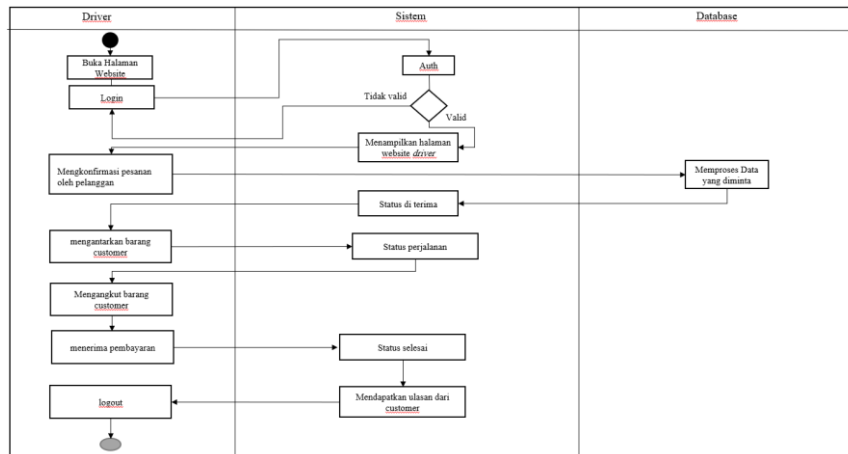 Driver
Sistem
Database
Buka Halaman
Website
Auth
Login
Tidak valid
Valid
Menampilkan halaman
website driver
Mengkonfirmasi pesanan
oleh pelanggan
Memproses Data
yang diminta
Status di terima
mengantarkan barang
customer
Status perjalanan
Mengangkut barang
customer
menerima pembayaran
Status selesai
Mendapatkan ulasan dari
customer
logout